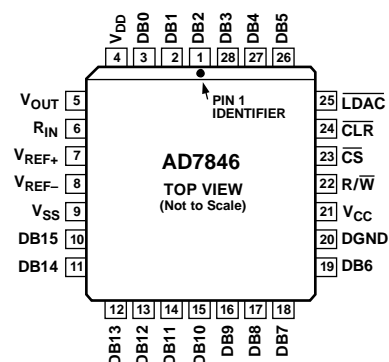 VDD DB0 DB1 DB2 DB3 DB4 DB5
4 3 2 1 28 27 26
PIN 1
IDENTIFIER
VOUT 5
RIN 6
VREF+ 7
VREF– 8
VSS 9
DB15 10
DB14 11
AD7846
TOP VIEW
(Not to Scale)
25 LDAC
24 CLR
23 CS
22 R/W
21 VCC
20 DGND
19 DB6
12 13 14 15 16 17 18
DB13 DB12 DB11 DB10 DB9 DB8 DB7